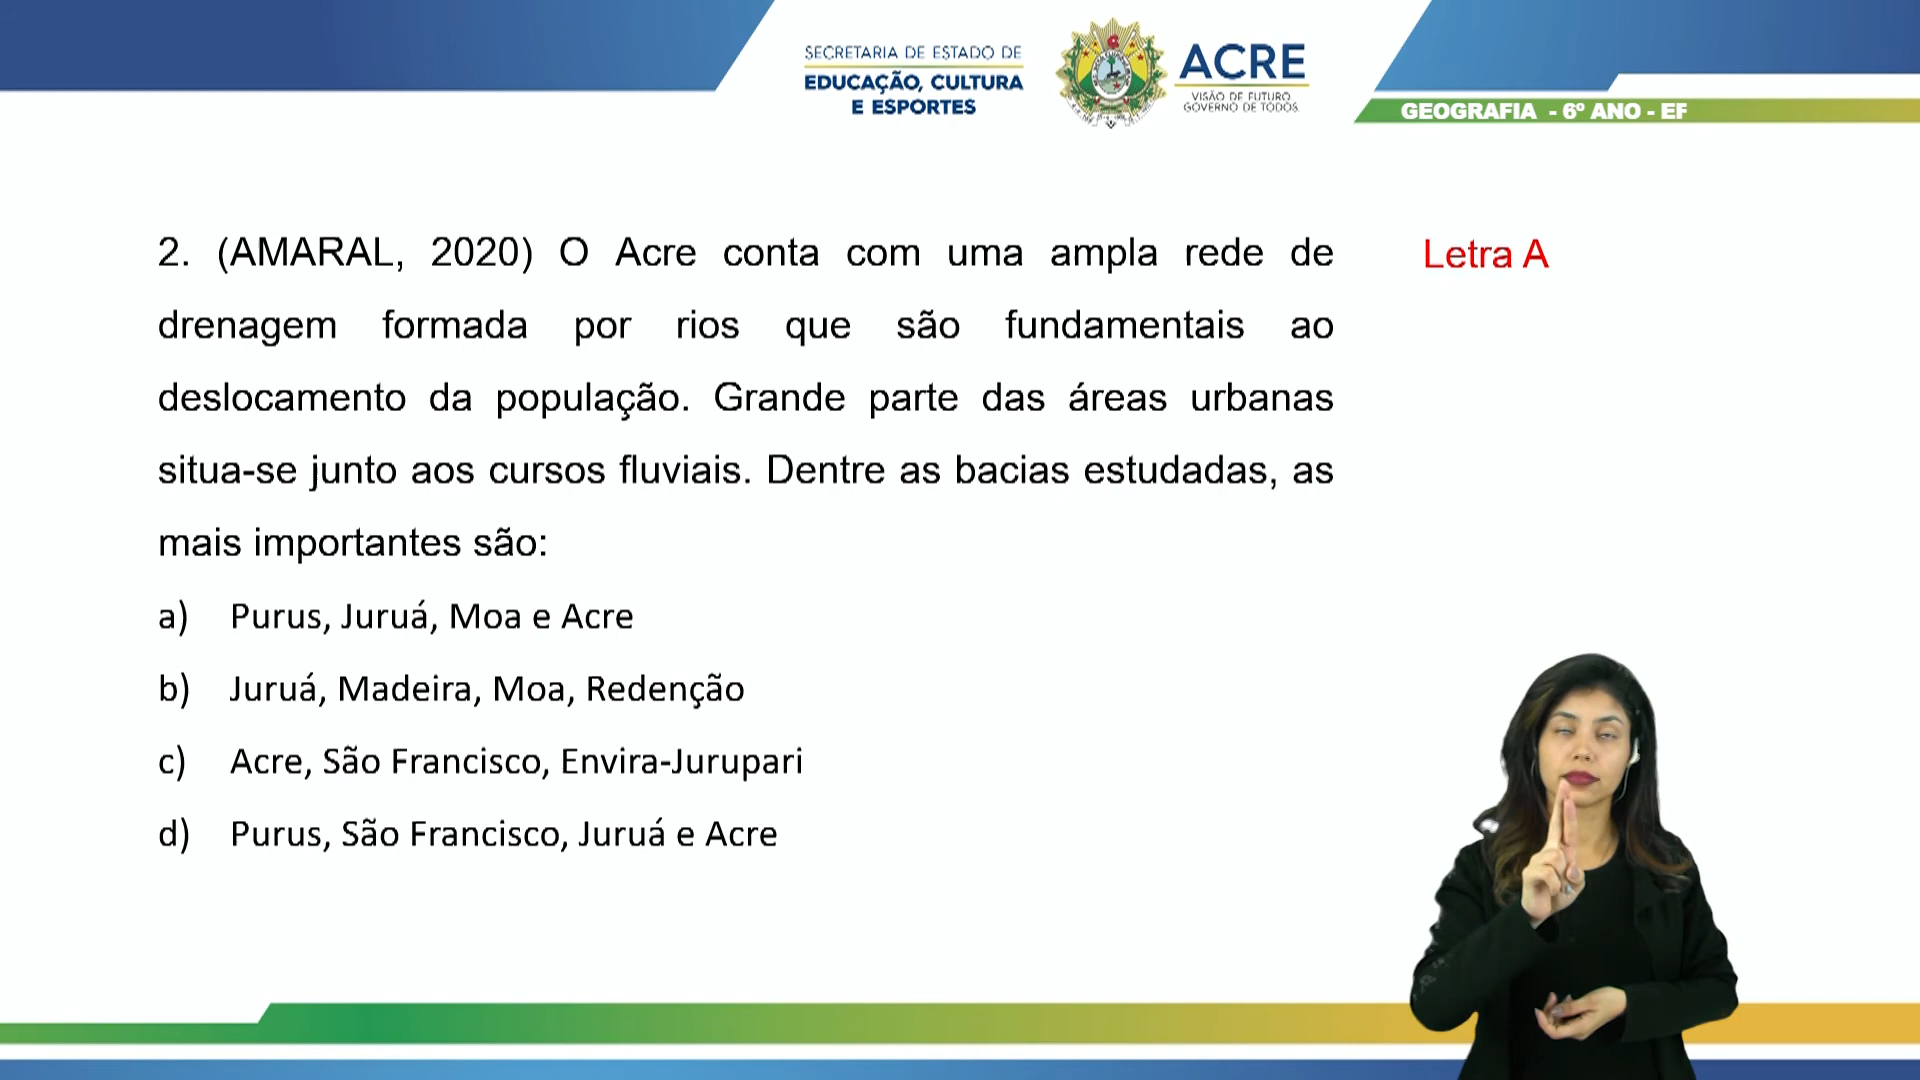 SECRETARIA DE ESTADO DE
EDUCAÇÃO, CULTURA
E ESPORTES
ACRE
VISÃO DE FUTURO
GOVERNO DE TODOS
GEOGRAFIA - 6º ANO - EF
2. (AMARAL, 2020) O Acre conta com uma ampla rede de
drenagem formada por rios que são fundamentais ao
deslocamento da população. Grande parte das áreas urbanas
situa-se junto aos cursos fluviais. Dentre as bacias estudadas, as
mais importantes são:
a) Purus, Juruá, Moa e Acre
b) Juruá, Madeira, Moa, Redenção
c) Acre, São Francisco, Envira-Jurupari
d) Purus, São Francisco, Juruá e Acre
Letra A